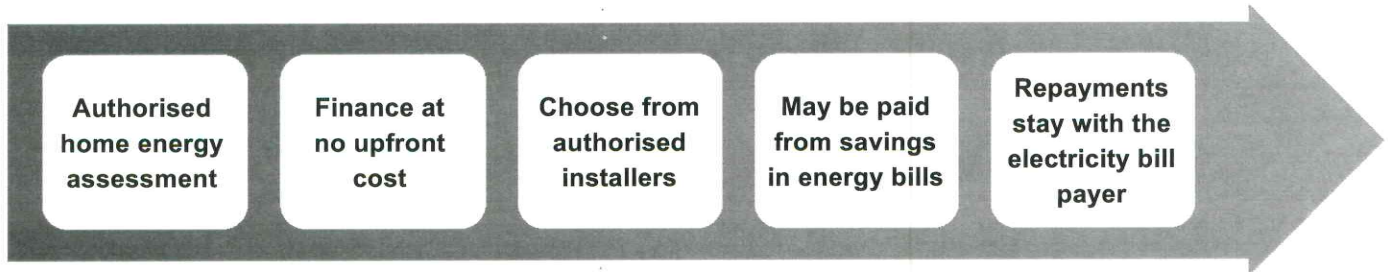 Authorised
home energy
assessment
Finance at
no upfront
cost
Choose from
authorised
installers
May be paid
from savings
in energy bills
Repayments
stay with the
electricity bill
payer